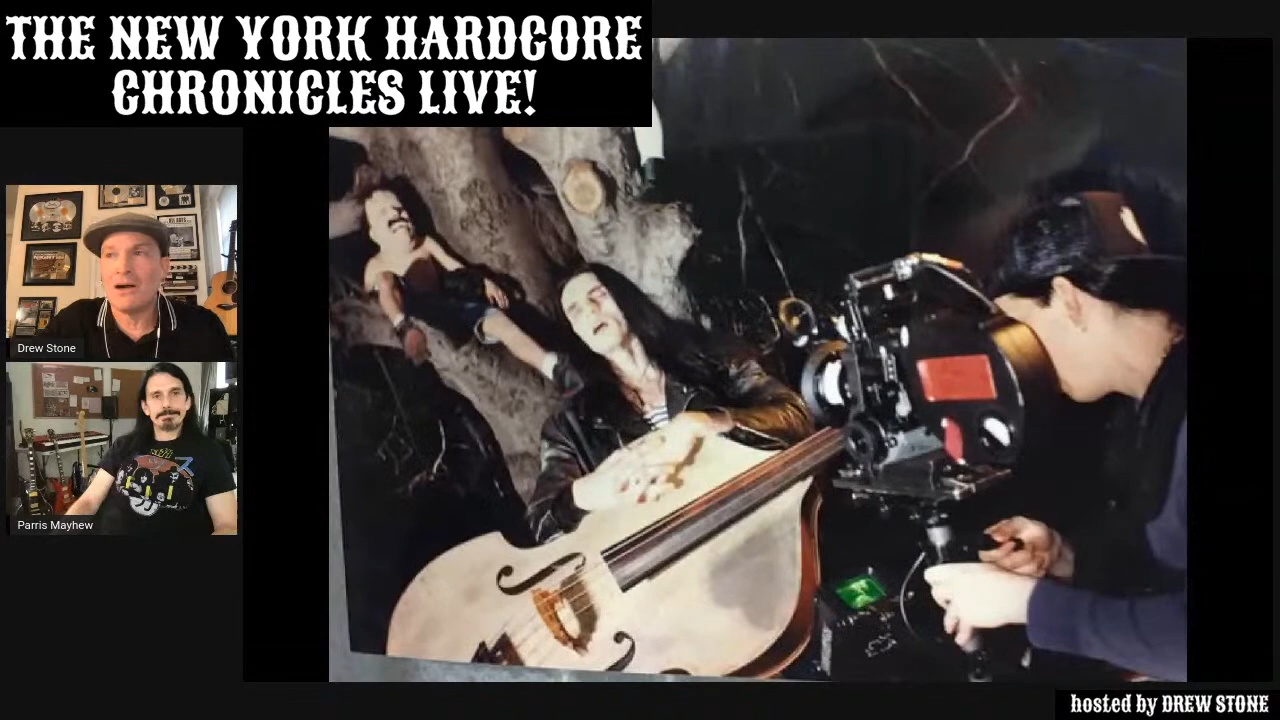 THE NEW YORK HARDCORE
CHRONICLES LIVE!
Drew Stone
Parris Mayhew
hosted by DREW STONE